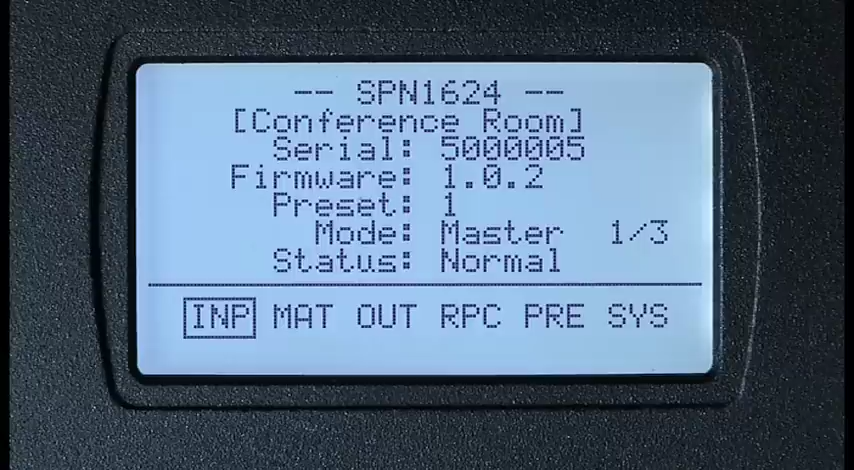 -- SPN1624 --
[Conference Room]
Serial: 5000005
Firmware: 1.0.2
Preset: 1
Mode: Master 1/3
Status: Normal
INP MAT OUT RPC PRE SYS